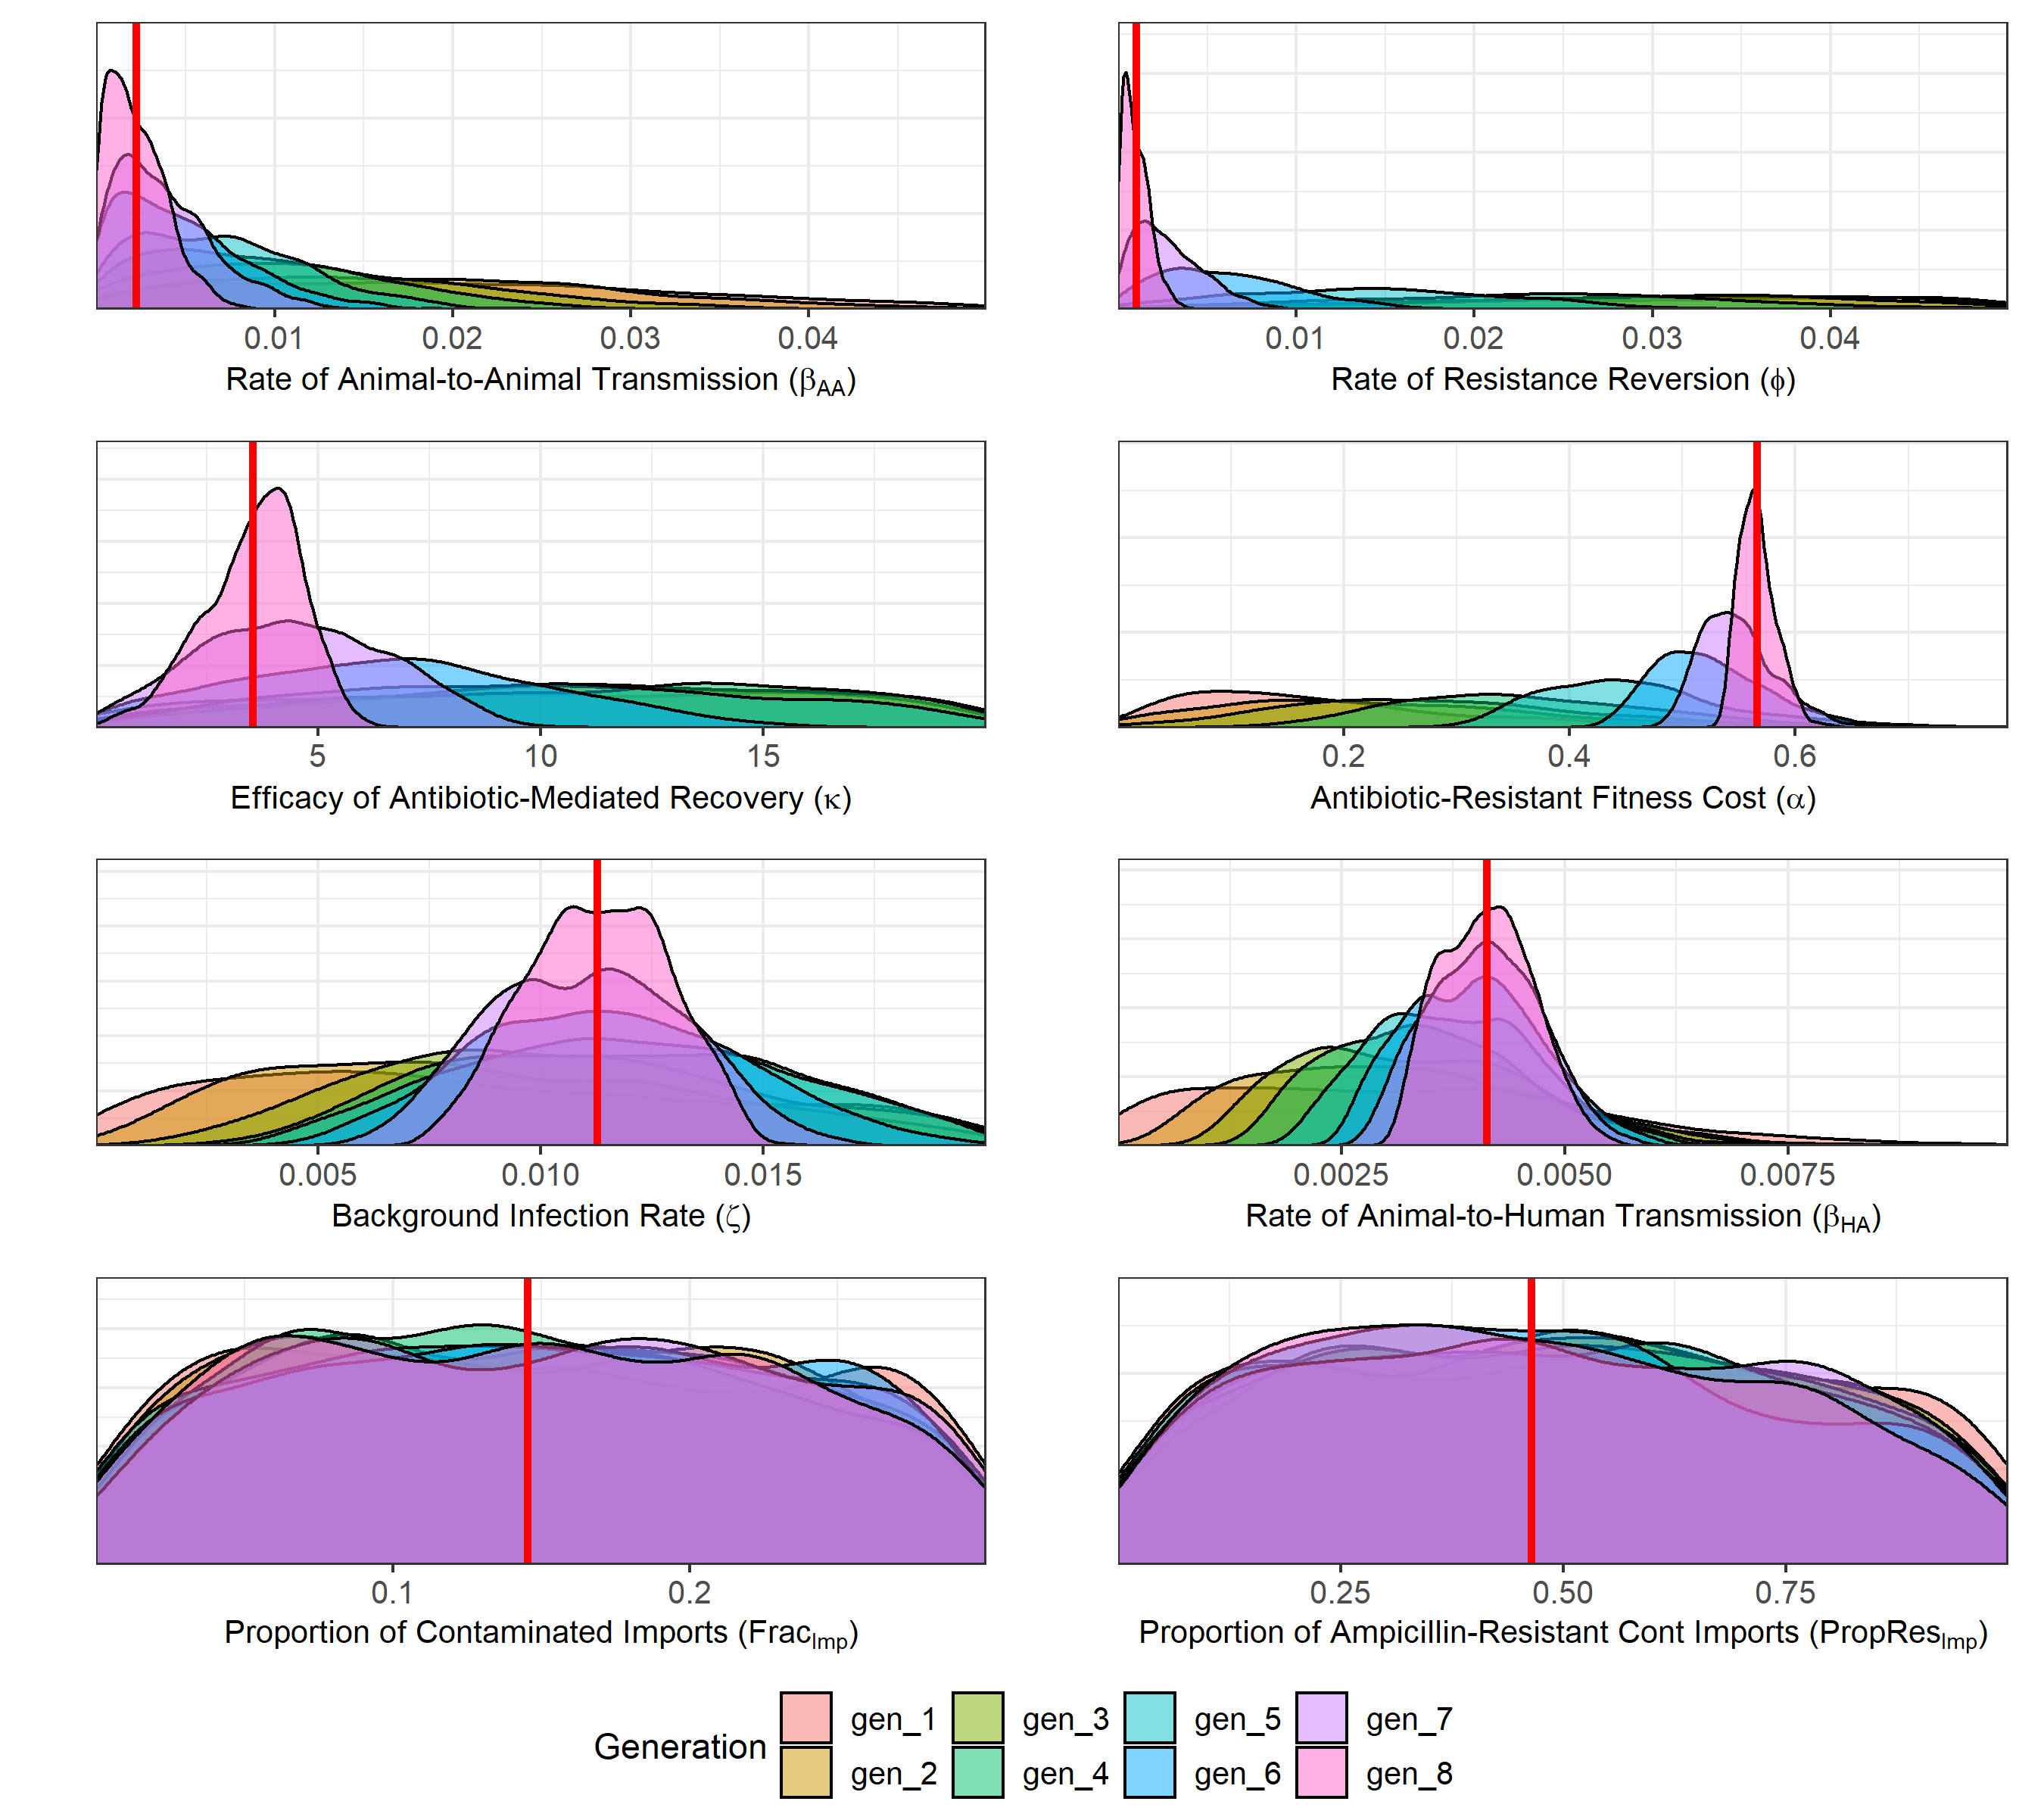 0.01 0.02 0.03 0.04
Rate of Animal-to-Animal Transmission (βAA)
0.01 0.02 0.03 0.04
Rate of Resistance Reversion (ϕ)
5 10 15
Efficacy of Antibiotic-Mediated Recovery (κ)
0.2 0.4 0.6
Antibiotic-Resistant Fitness Cost (α)
0.005 0.010 0.015
Background Infection Rate (ζ)
0.0025 0.0050 0.0075
Rate of Animal-to-Human Transmission (βHA)
0.1 0.2
Proportion of Contaminated Imports (FracImp)
0.25 0.50 0.75
Proportion of Ampicillin-Resistant Cont Imports (PropResImp)
Generation
gen_1 gen_3 gen_5 gen_7
gen_2 gen_4 gen_6 gen_8